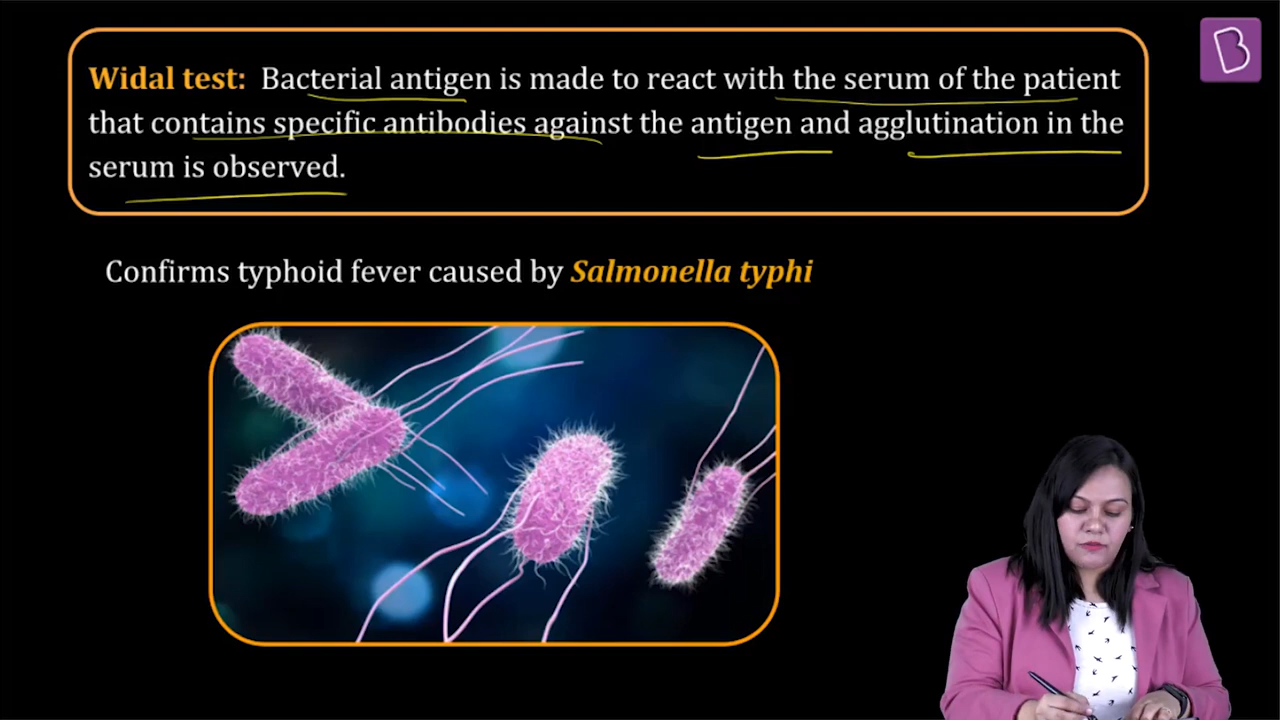 Widal test: Bacterial antigen is made to react with the serum of the patient
that contains specific antibodies against the antigen and agglutination in the
serum is observed.
Confirms typhoid fever caused by Salmonella typhi
B